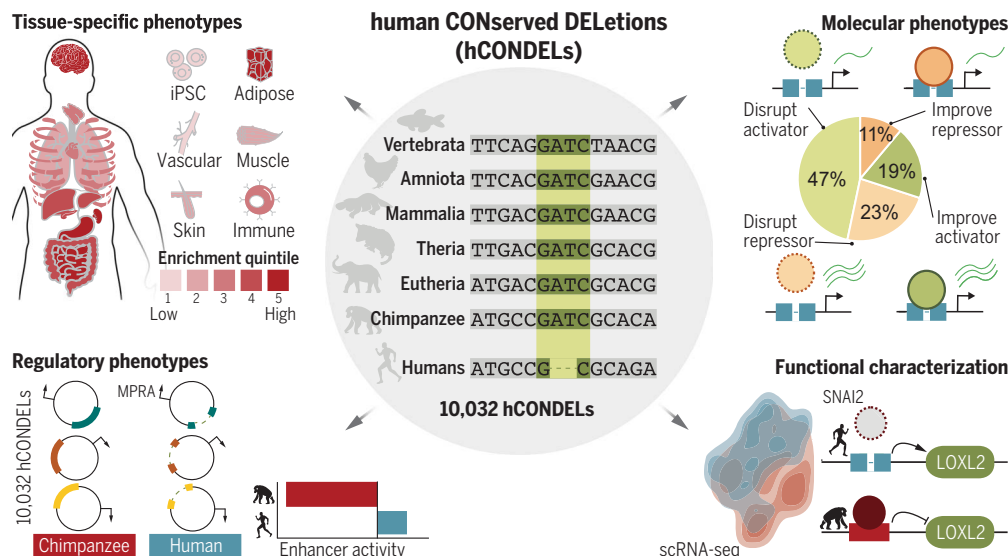 Tissue-specific phenotypes
iPSC
Adipose
Vascular
Muscle
Skin
Immune
Enrichment quintile
1 2 3 4 5
Low High
human CONserved DELetions
(hCONDELs)
Vertebrata TTCAGGATCTAACG
Amniota TTCACGATCGAACG
Mammalia TTGACGATCGAACG
Theria TTGACGATCGCACG
Eutheria ATGACGATCGCACG
Chimpanzee ATGCCGATCGCACA
Humans ATGCCG--CGCAGA
10,032 hCONDELs
Molecular phenotypes
Disrupt
activator
Improve
repressor
11%
19%
47%
23%
Disrupt
repressor
Improve
activator
Regulatory phenotypes
10,032 hCONDELs
MPRA
Chimpanzee
Human
Enhancer activity
Functional characterization
scRNA-seq
SNAI2
LOXL2
LOXL2